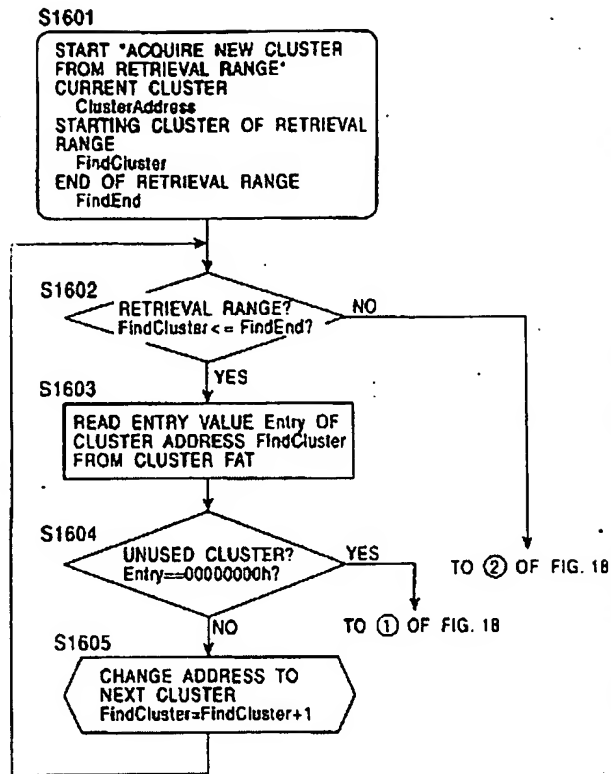 S1601
START "ACQUIRE NEW CLUSTER
FROM RETRIEVAL RANGE"
CURRENT CLUSTER
ClusterAddress
STARTING CLUSTER OF RETRIEVAL
RANGE
FindCluster
END OF RETRIEVAL RANGE
FindEnd
S1602
RETRIEVAL RANGE?
FindCluster<= FindEnd?
NO
YES
S1603
READ ENTRY VALUE Entry OF
CLUSTER ADDRESS FindCluster
FROM CLUSTER FAT
S1604
UNUSED CLUSTER?
Entry==00000000h?
YES
TO ② OF FIG. 18
NO
TO ① OF FIG. 18
S1605
CHANGE ADDRESS TO
NEXT CLUSTER
FindCluster=FindCluster+1